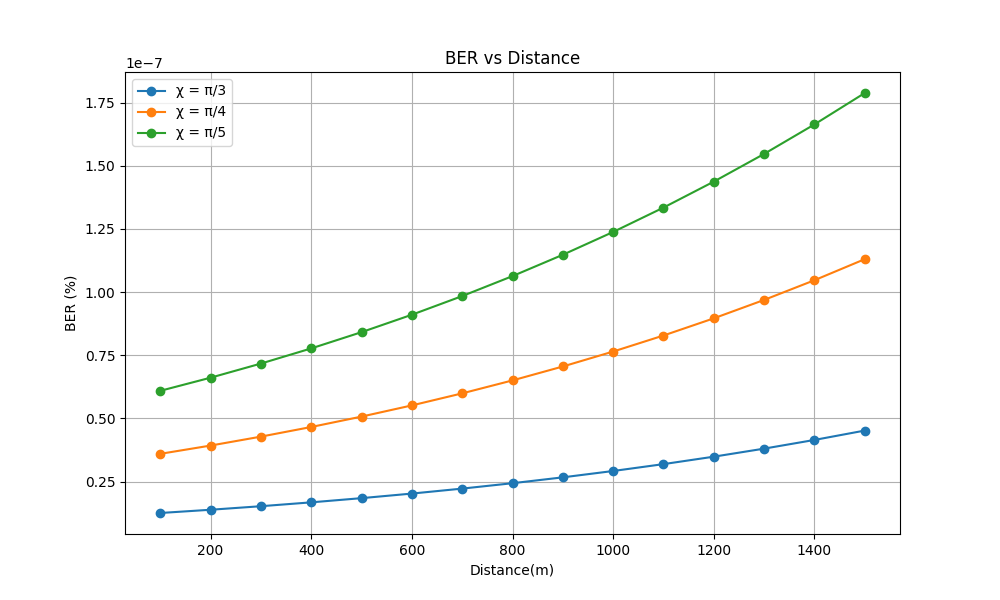 BER vs Distance
1e−7
χ = π/3
χ = π/4
χ = π/5
1.75
1.50
1.25
1.00
0.75
0.50
0.25
BER (%)
200 400 600 800 1000 1200 1400
Distance(m)